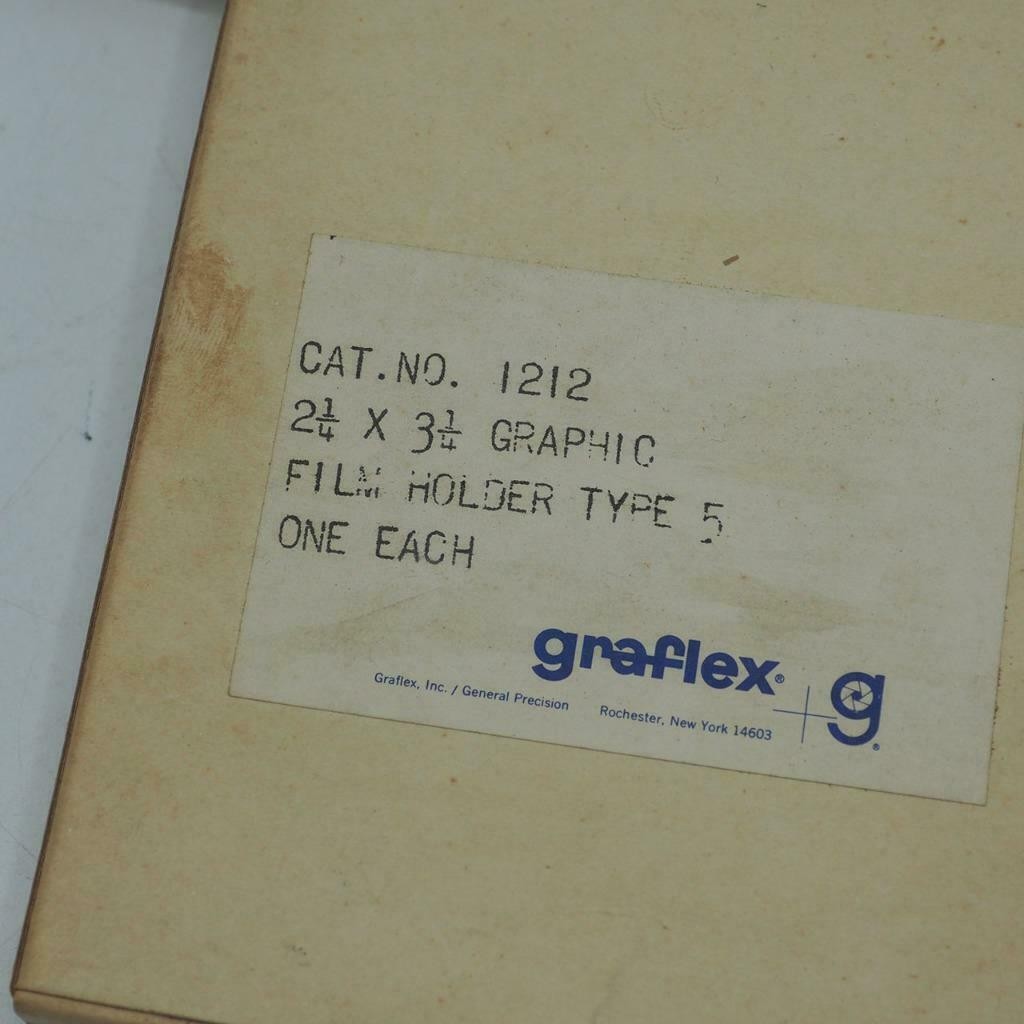 CAT.NO. 1212
2¼ X 3¼ GRAPHIC
FILM HOLDER TYPE 5
ONE EACH
graflex® g®
Graflex, Inc. / General Precision Rochester, New York 14603